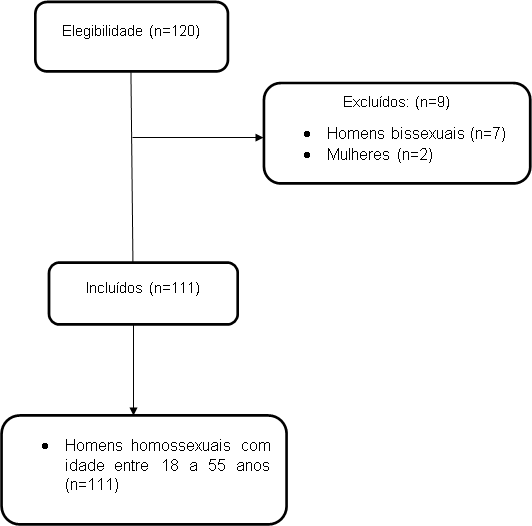 Elegibilidade (n=120)
Excluídos: (n=9)
• Homens bissexuais (n=7)
• Mulheres (n=2)
Incluídos (n=111)
• Homens homossexuais com
idade entre 18 a 55 anos
(n=111)